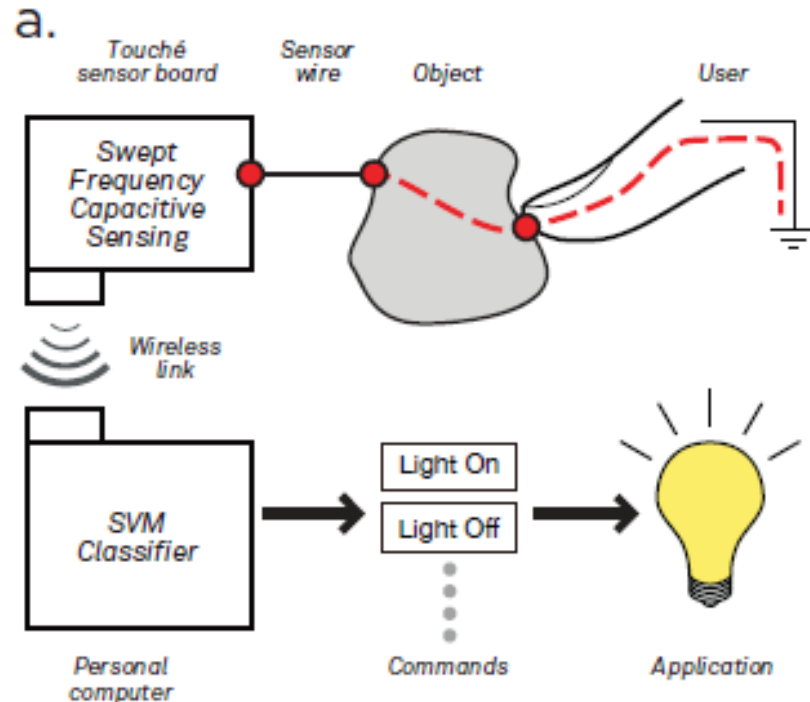 a.
Touché
sensor board
Sensor
wire
Object
User
Swept
Frequency
Capacitive
Sensing
Wireless
link
SVM
Classifier
Light On
Light Off
Personal
computer
Commands
Application